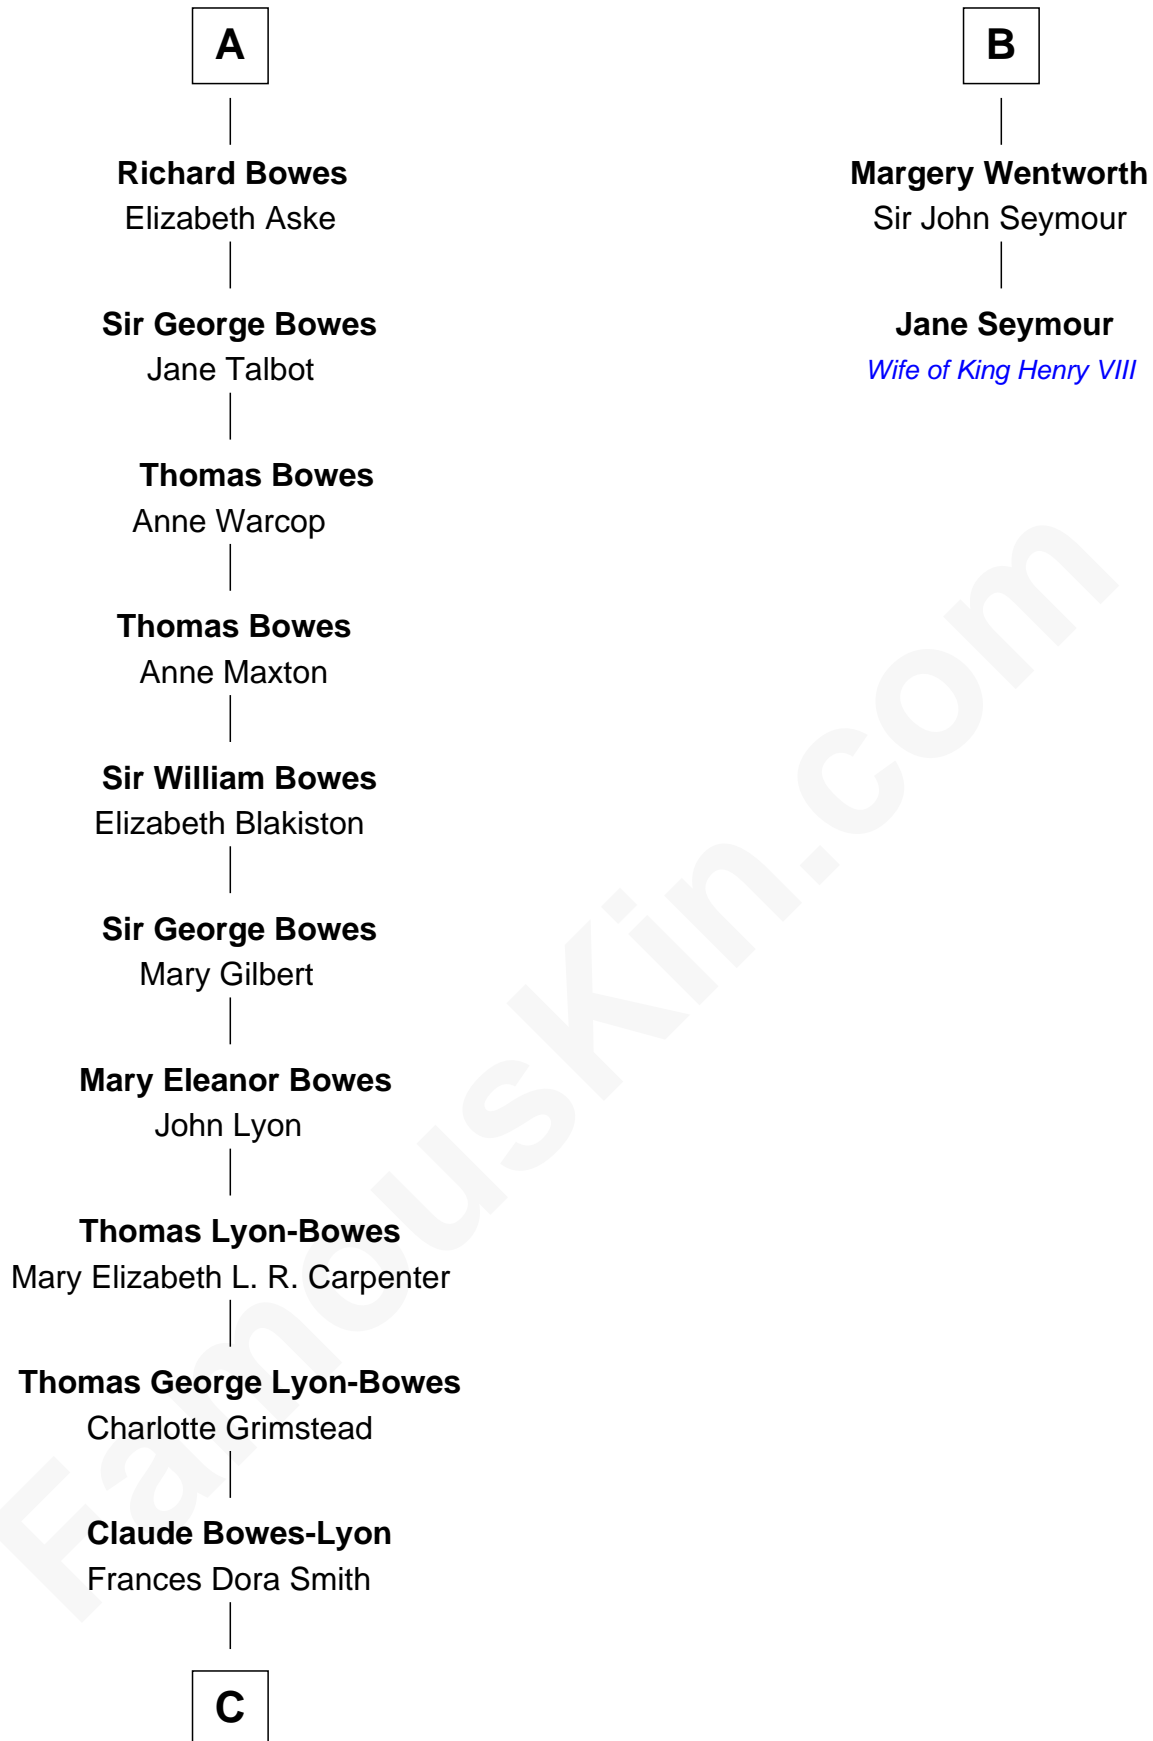 A
Richard Bowes
Elizabeth Aske
Sir George Bowes
Jane Talbot
Thomas Bowes
Anne Warcop
Thomas Bowes
Anne Maxton
Sir William Bowes
Elizabeth Blakiston
Sir George Bowes
Mary Gilbert
Mary Eleanor Bowes
John Lyon
Thomas Lyon-Bowes
Mary Elizabeth L. R. Carpenter
Thomas George Lyon-Bowes
Charlotte Grimstead
Claude Bowes-Lyon
Frances Dora Smith
C
B
Margery Wentworth
Sir John Seymour
Jane Seymour
Wife of King Henry VIII
FamousKin.com